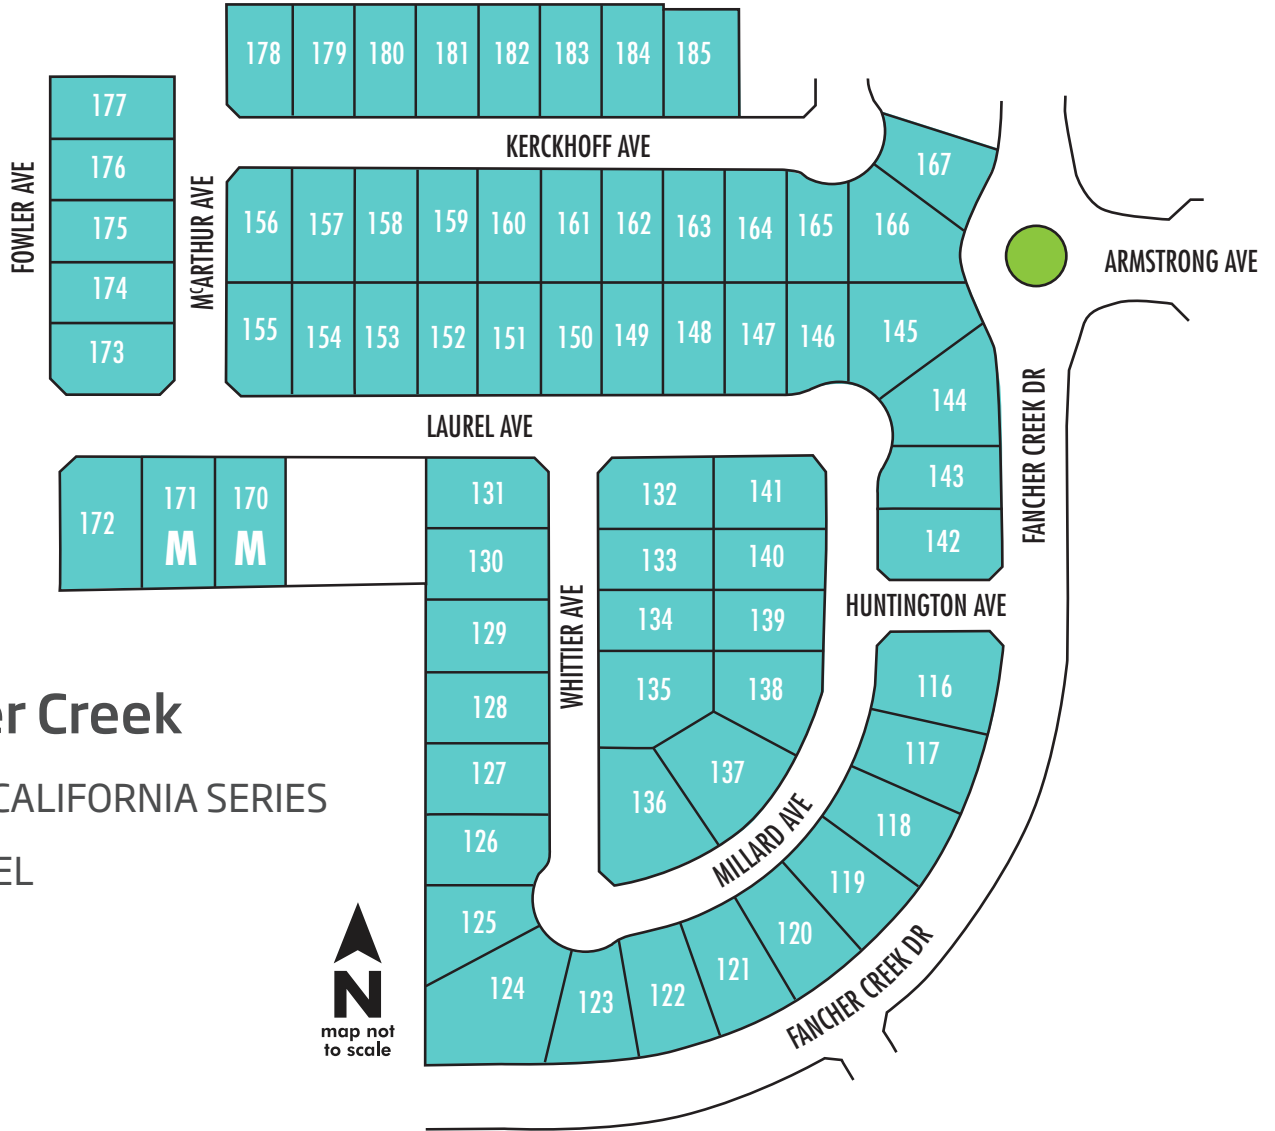 178 179 180 181 182 183 184 185
177
KERCKHOFF AVE
167
176
FOWLER AVE
MCARTHUR AVE
156 157 158 159 160 161 162 163 164 165 166
175
ARMSTRONG AVE
174
155 154 153 152 151 150 149 148 147 146 145
173
144
LAUREL AVE
FANCHER CREEK DR
143
131 132 141
172 171 170
M M
142
130 133 140
HUNTINGTON AVE
129 134 139
WHITTIER AVE
135 138
116
128
er Creek
117
127 137
136
CALIFORNIA SERIES
118
126
MILLARD AVE
EL
119
125 120
FANCHER CREEK DR
121
124 123 122
N
map not
to scale